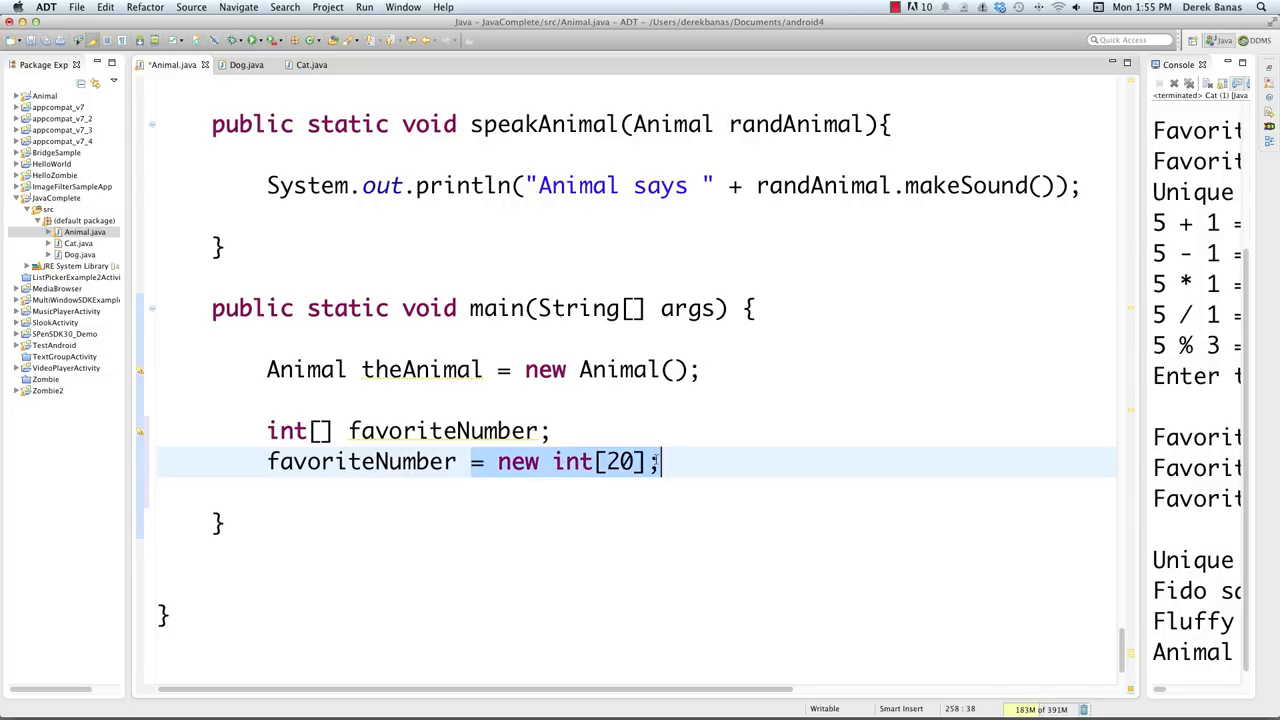 ADT File Edit Refactor Source Navigate Search Project Run Window Help
10 Mon 1:55 PM Derek Banas
Java – JavaComplete/src/Animal.java – ADT – /Users/derekbanas/Documents/android4
Quick Access Java DDMS
Package Exp
*Animal.java Dog.java Cat.java
Console
<terminated> Cat (1) [Java
Animal
appcompat_v7
appcompat_v7_2
appcompat_v7_3
appcompat_v7_4
BridgeSample
HelloWorld
HelloZombie
ImageFilterSampleApp
JavaComplete
src
(default package)
Animal.java
Cat.java
Dog.java
JRE System Library [Jav
ListPickerExample2Activi
MediaBrowser
MultiWindowSDKExample
MusicPlayerActivity
SlookActivity
SPenSDK30_Demo
TestAndroid
TextGroupActivity
VideoPlayerActivity
Zombie
Zombie2
public static void speakAnimal(Animal randAnimal){
System.out.println("Animal says " + randAnimal.makeSound());
}
public static void main(String[] args) {
Animal theAnimal = new Animal();
int[] favoriteNumber;
favoriteNumber = new int[20];
}
}
Favorit
Favorit
Unique
5 + 1 =
5 - 1 =
5 * 1 =
5 / 1 =
5 % 3 =
Enter t
Favorit
Favorit
Favorit
Unique
Fido sa
Fluffy
Animal
Writable Smart Insert 258 : 38 183M of 391M